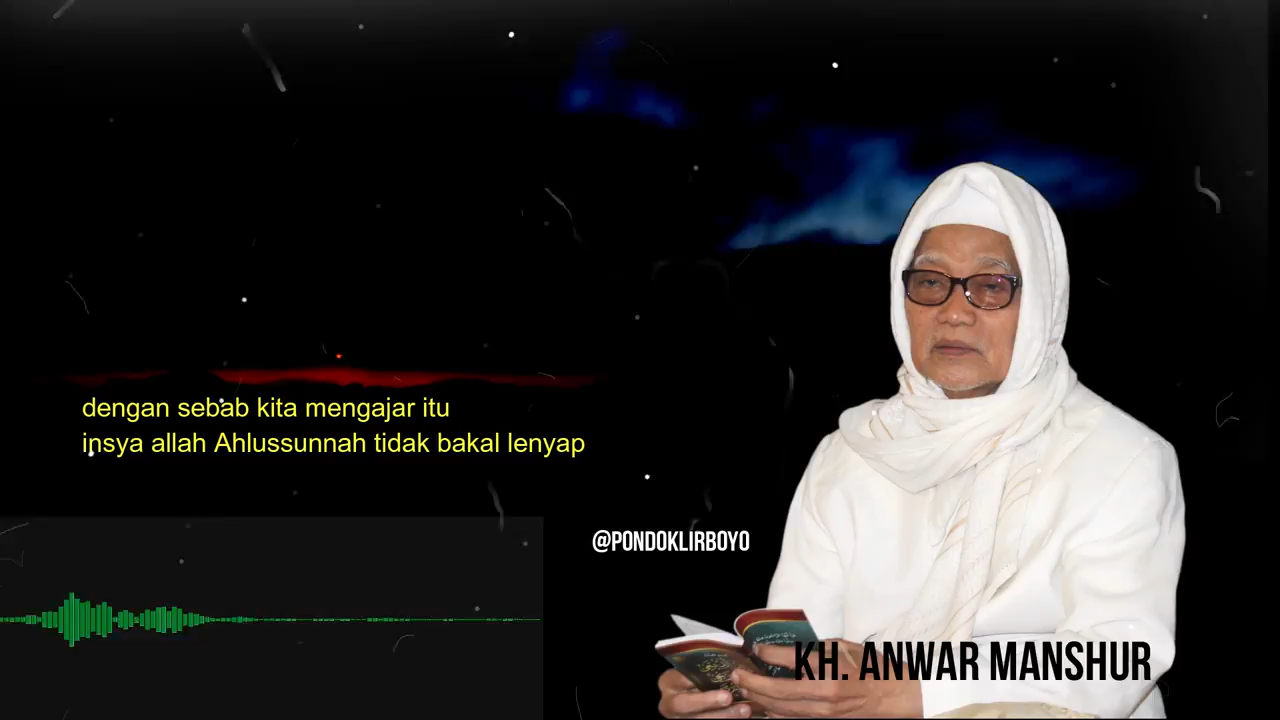 dengan sebab kita mengajar itu
insya allah Ahlussunnah tidak bakal lenyap
@PONDOKLIRBOYO
KH. ANWAR MANSHUR